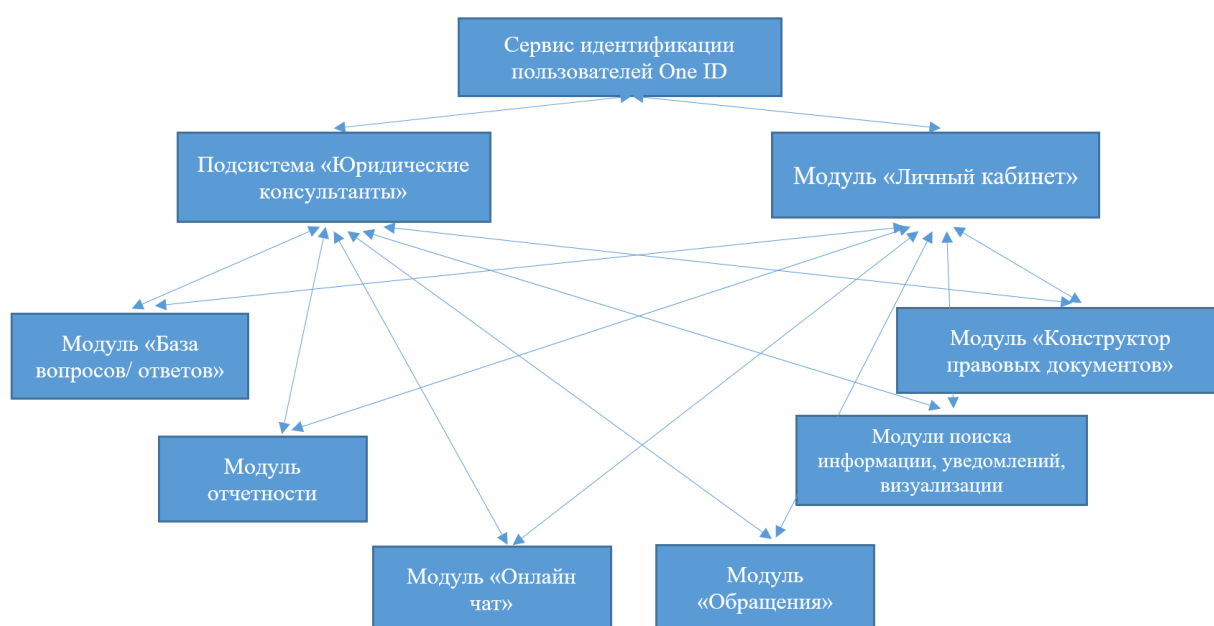 Сервис идентификации
пользователей One ID
Подсистема «Юридические
консультанты»
Модуль «Личный кабинет»
Модуль «База
вопросов/ ответов»
Модуль «Конструктор
правовых документов»
Модуль
отчетности
Модули поиска
информации, уведомлений,
визуализации
Модуль «Онлайн
чат»
Модуль
«Обращения»